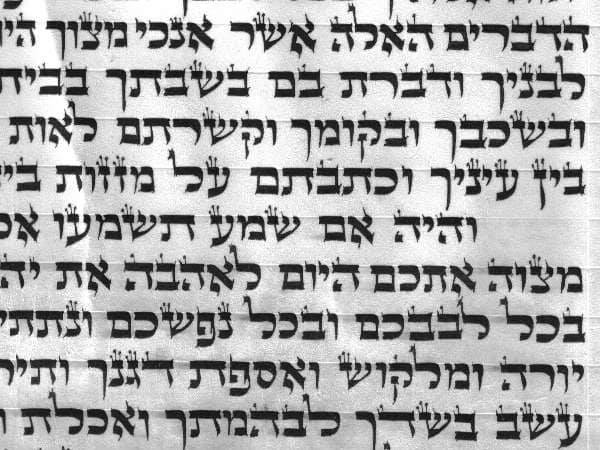 הדברים האלה אשר אנכי מצוך היו
לבניך ודברת בם בשבתך בבית
ובשכבך ובקומך וקשרתם לאות
בין עיניך וכתבתם על מזזות בי
והיה אם שמע תשמעו
מצוה אתכם היום לאהבה את יה
בכל לבבכם ובכל נפשכם ונתתי
יורה ומלקוש ואספת דגנך ותיר
עשב בשדך לבהמתך ואכלת ו